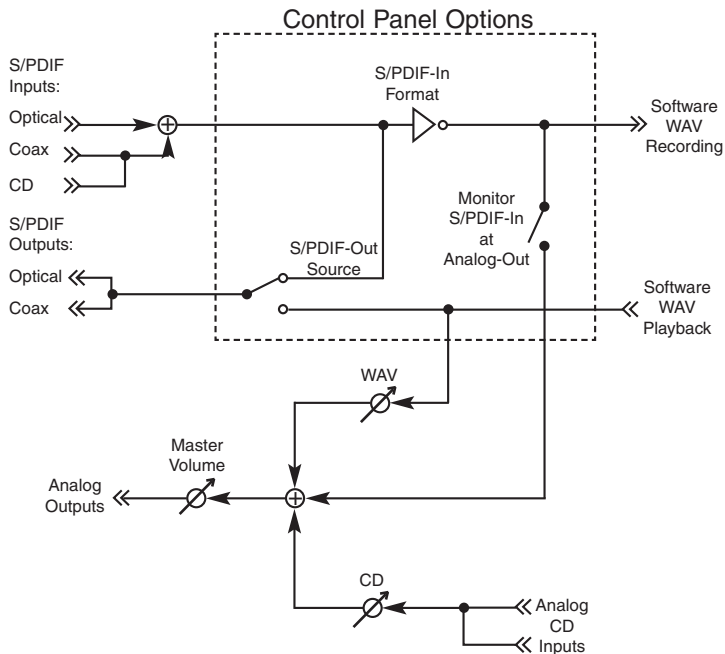 Control Panel Options
S/PDIF
Inputs:
Optical
Coax
CD
S/PDIF-In
Format
Software
WAV
Recording
Monitor
S/PDIF-In
at
Analog-Out
S/PDIF
Outputs:
Optical
Coax
S/PDIF-Out
Source
Software
WAV
Playback
WAV
Master
Volume
Analog
Outputs
CD
Analog
CD
Inputs